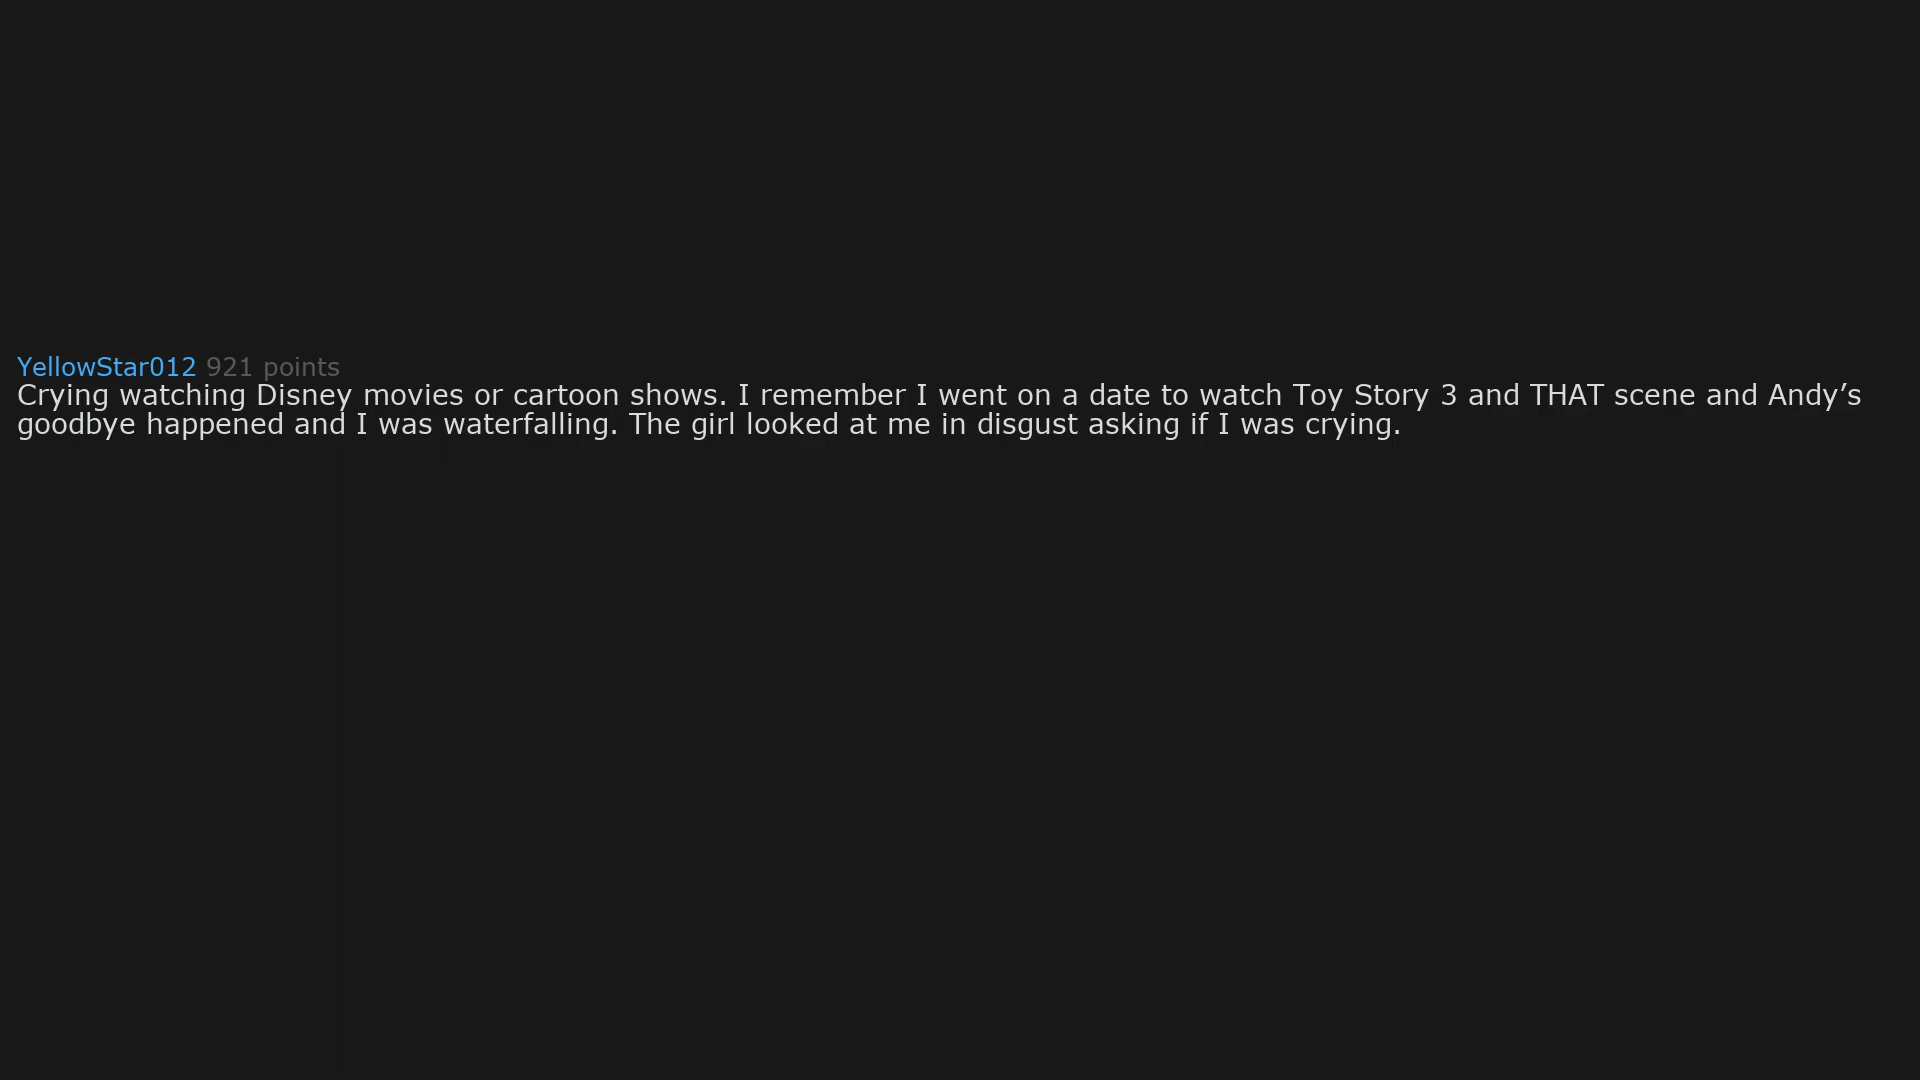 YellowStar012 921 points
Crying watching Disney movies or cartoon shows. I remember I went on a date to watch Toy Story 3 and THAT scene and Andy’s
goodbye happened and I was waterfalling. The girl looked at me in disgust asking if I was crying.